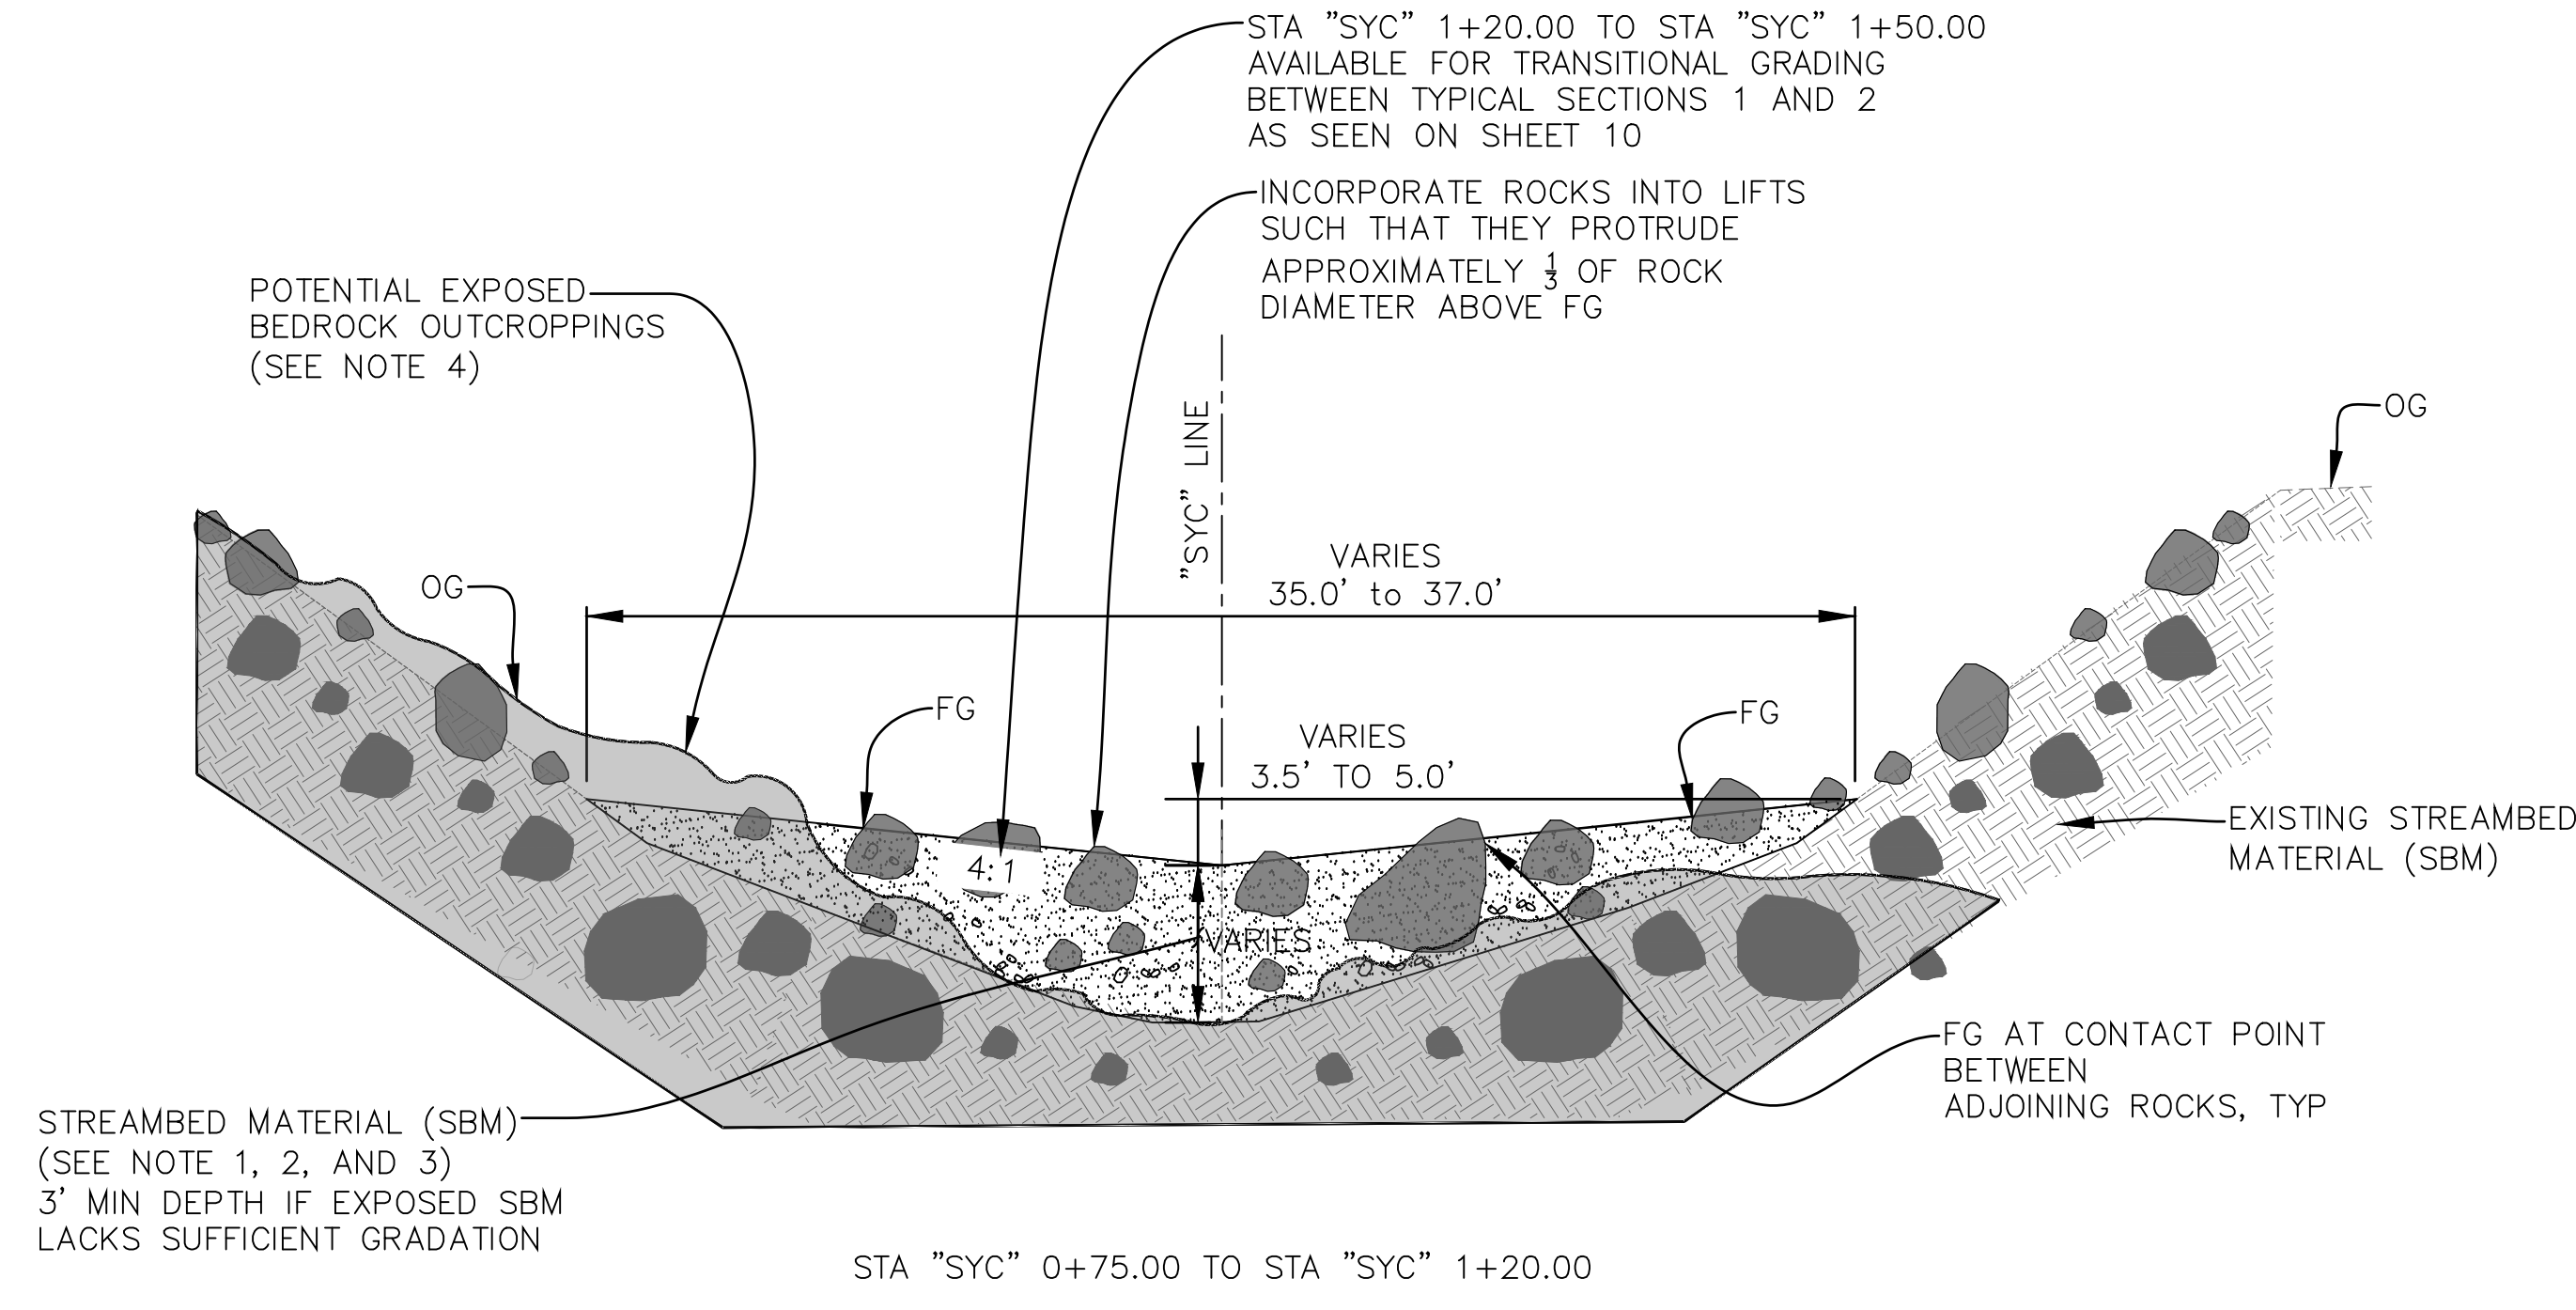 STA "SYC" 1+20.00 TO STA "SYC" 1+50.00
AVAILABLE FOR TRANSITIONAL GRADING
BETWEEN TYPICAL SECTIONS 1 AND 2
AS SEEN ON SHEET 10
INCORPORATE ROCKS INTO LIFTS
SUCH THAT THEY PROTRUDE
APPROXIMATELY 1/3 OF ROCK
DIAMETER ABOVE FG
POTENTIAL EXPOSED
BEDROCK OUTCROPPINGS
(SEE NOTE 4)
"SYC" LINE
OG
VARIES
35.0' to 37.0'
OG
FG
FG
VARIES
3.5' TO 5.0'
4:1
EXISTING STREAMBED
MATERIAL (SBM)
VARIES
FG AT CONTACT POINT
BETWEEN
ADJOINING ROCKS, TYP
STREAMBED MATERIAL (SBM)
(SEE NOTE 1, 2, AND 3)
3' MIN DEPTH IF EXPOSED SBM
LACKS SUFFICIENT GRADATION
STA "SYC" 0+75.00 TO STA "SYC" 1+20.00